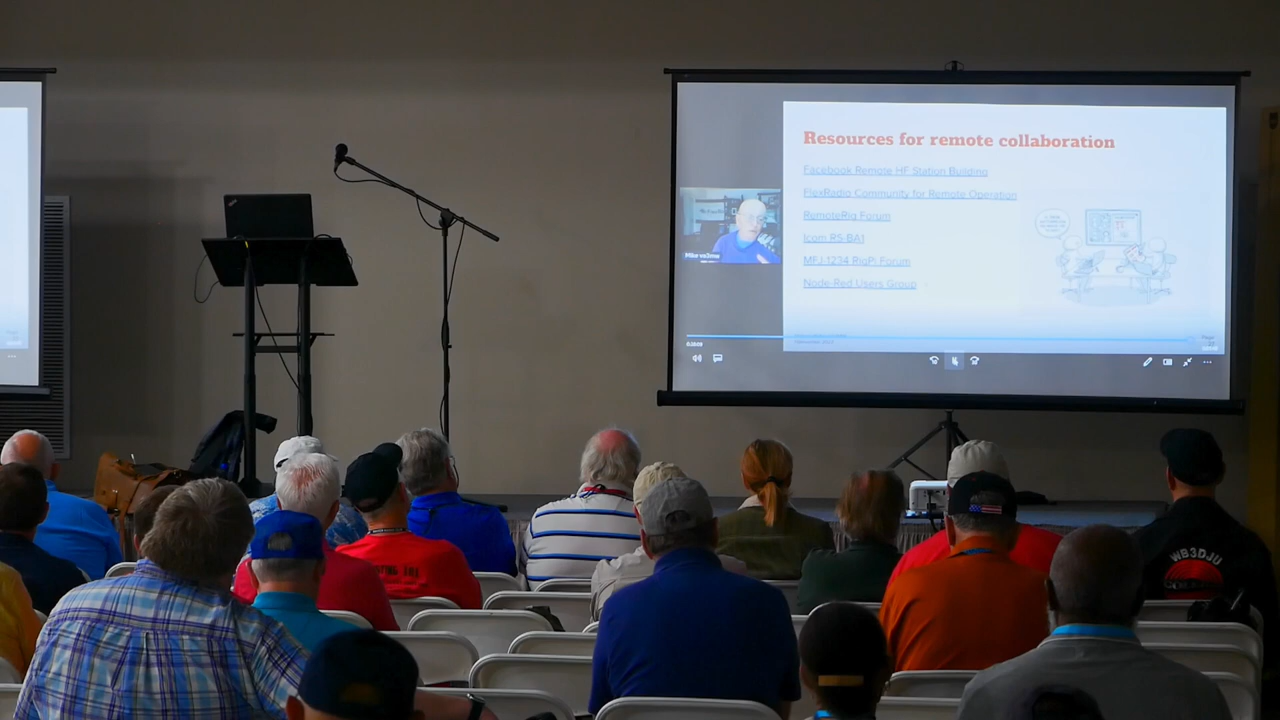 Resources for remote collaboration
Facebook Remote HF Station Building
FlexRadio Community for Remote Operation
RemoteRig Forum
Icom RS-BA1
MFJ-1234 RigPi Forum
Node-Red Users Group
WB3DJU